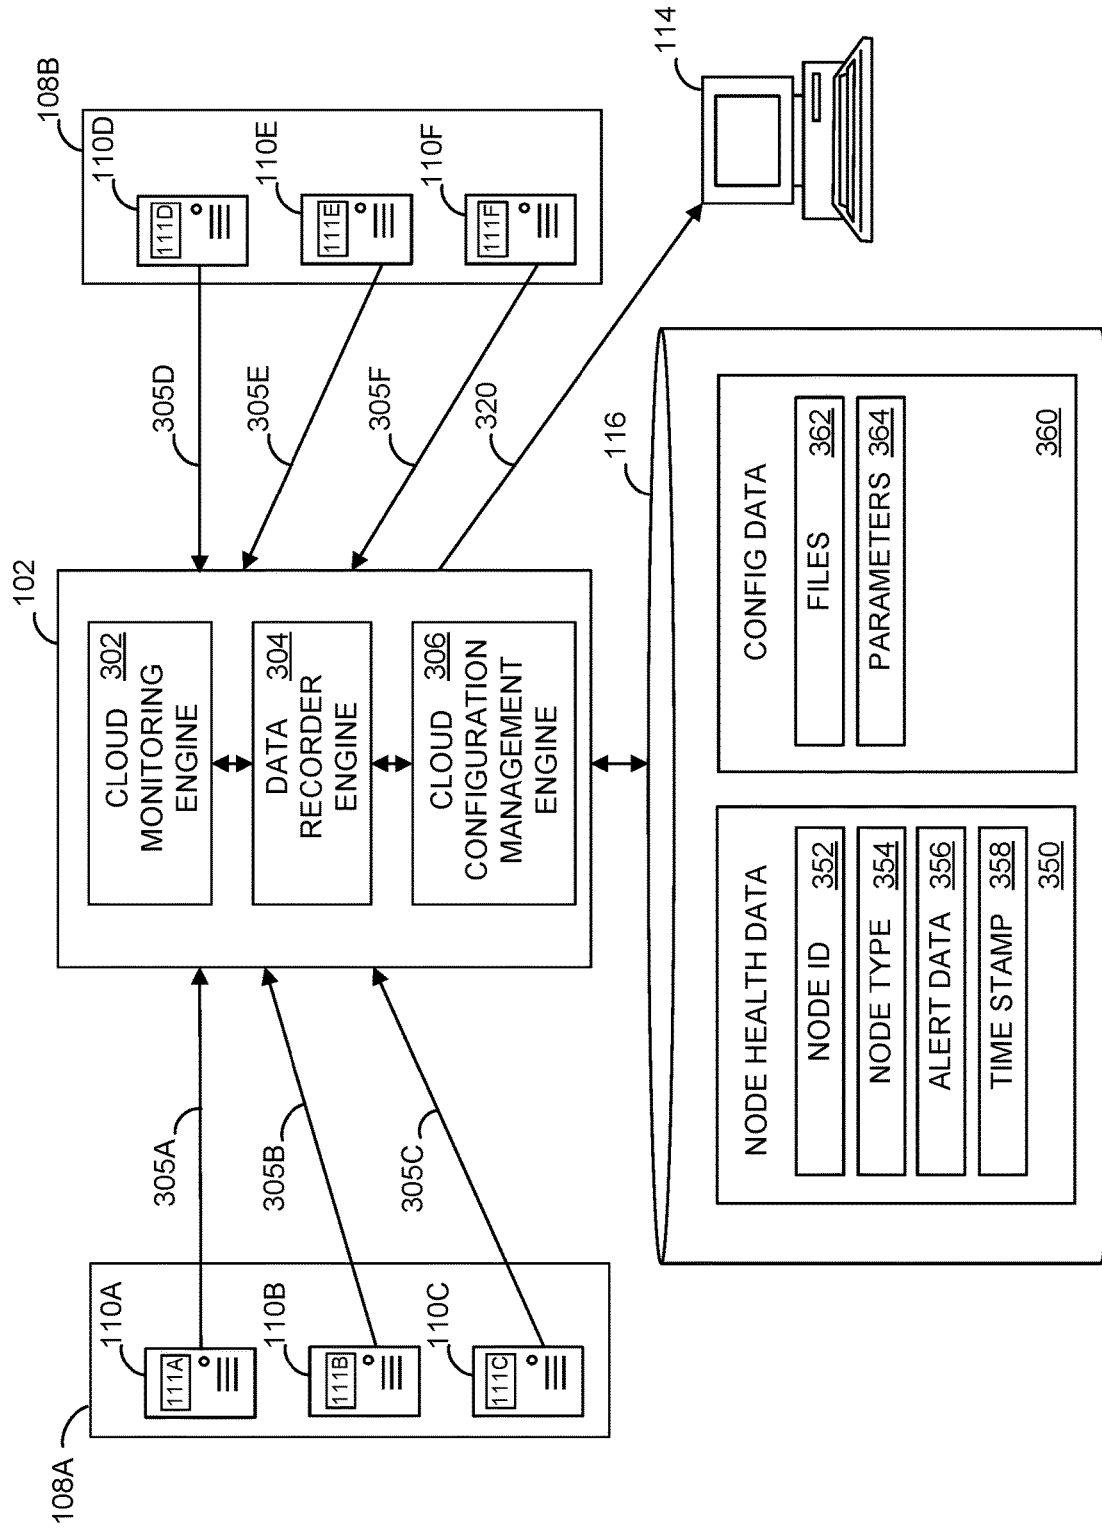 108A
110A
111A
110B
111B
110C
111C
305A
305B
305C
102
CLOUD 302
MONITORING
ENGINE
DATA 304
RECORDER
ENGINE
CLOUD 306
CONFIGURATION
MANAGEMENT
ENGINE
305D
305E
305F
320
108B
110D
111D
110E
111E
110F
111F
114
116
NODE HEALTH DATA
NODE ID 352
NODE TYPE 354
ALERT DATA 356
TIME STAMP 358
350
CONFIG DATA
FILES 362
PARAMETERS 364
360